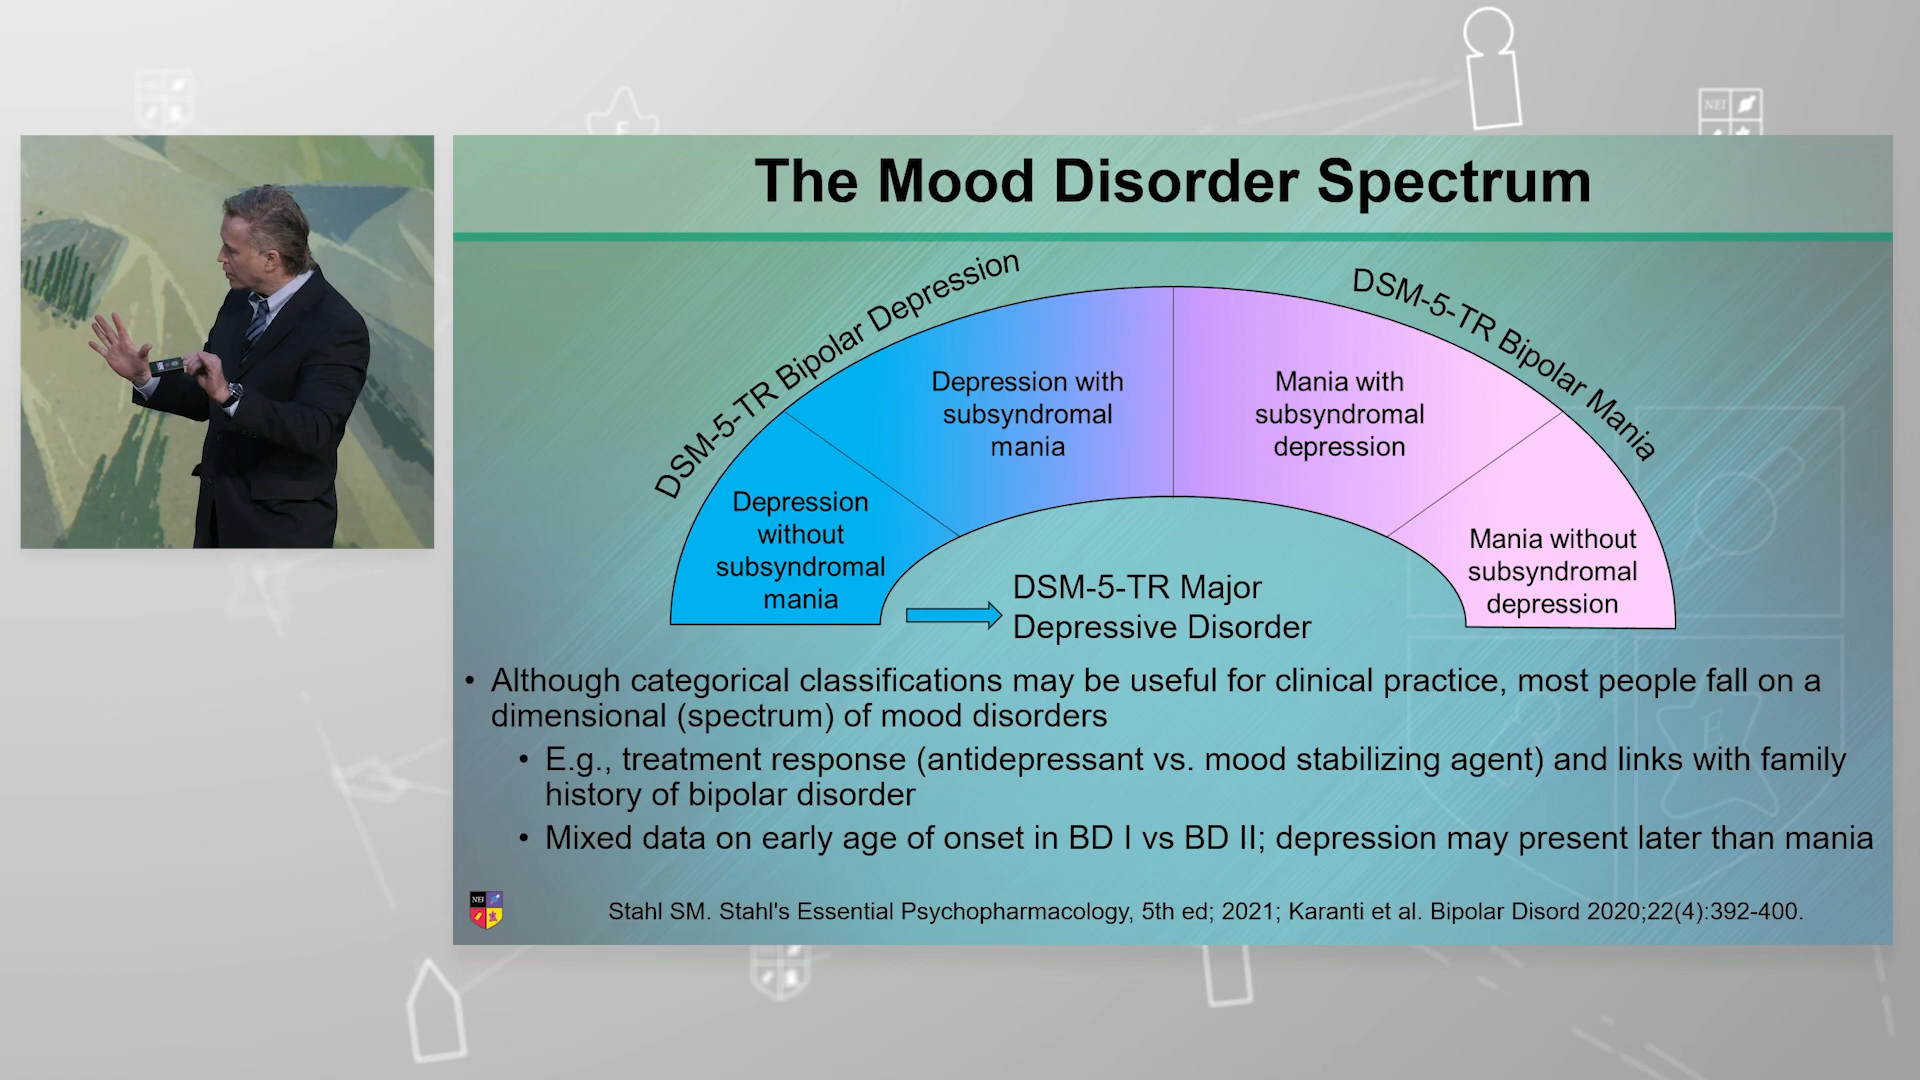 NEI
The Mood Disorder Spectrum
DSM-5-TR Bipolar Depression
DSM-5-TR Bipolar Mania
Depression with
subsyndromal
mania
Mania with
subsyndromal
depression
Depression
without
subsyndromal
mania
Mania without
subsyndromal
depression
DSM-5-TR Major
Depressive Disorder
• Although categorical classifications may be useful for clinical practice, most people fall on a
dimensional (spectrum) of mood disorders
• E.g., treatment response (antidepressant vs. mood stabilizing agent) and links with family
history of bipolar disorder
• Mixed data on early age of onset in BD I vs BD II; depression may present later than mania
NEI
Stahl SM. Stahl's Essential Psychopharmacology, 5th ed; 2021; Karanti et al. Bipolar Disord 2020;22(4):392-400.